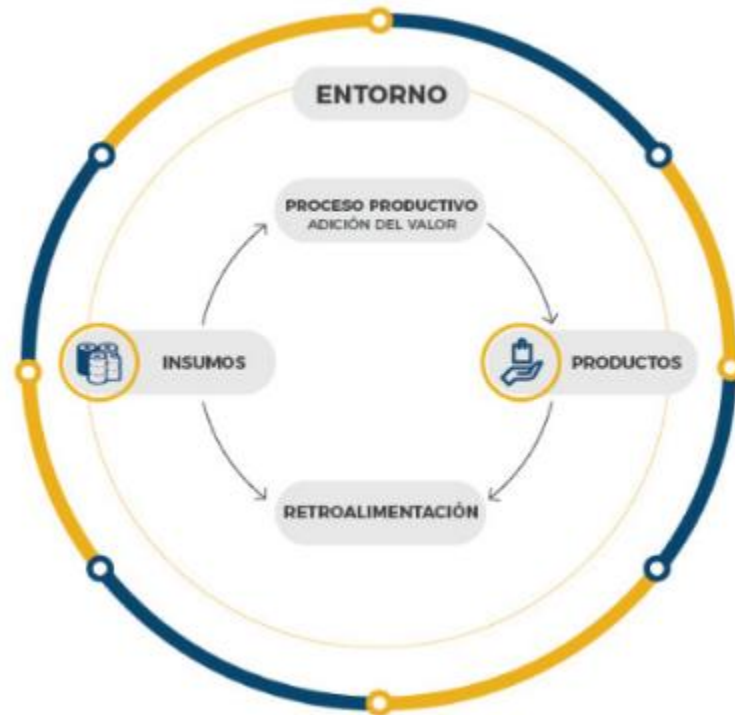 ENTORNO
PROCESO PRODUCTIVO
ADICIÓN DEL VALOR
INSUMOS
PRODUCTOS
RETROALIMENTACIÓN